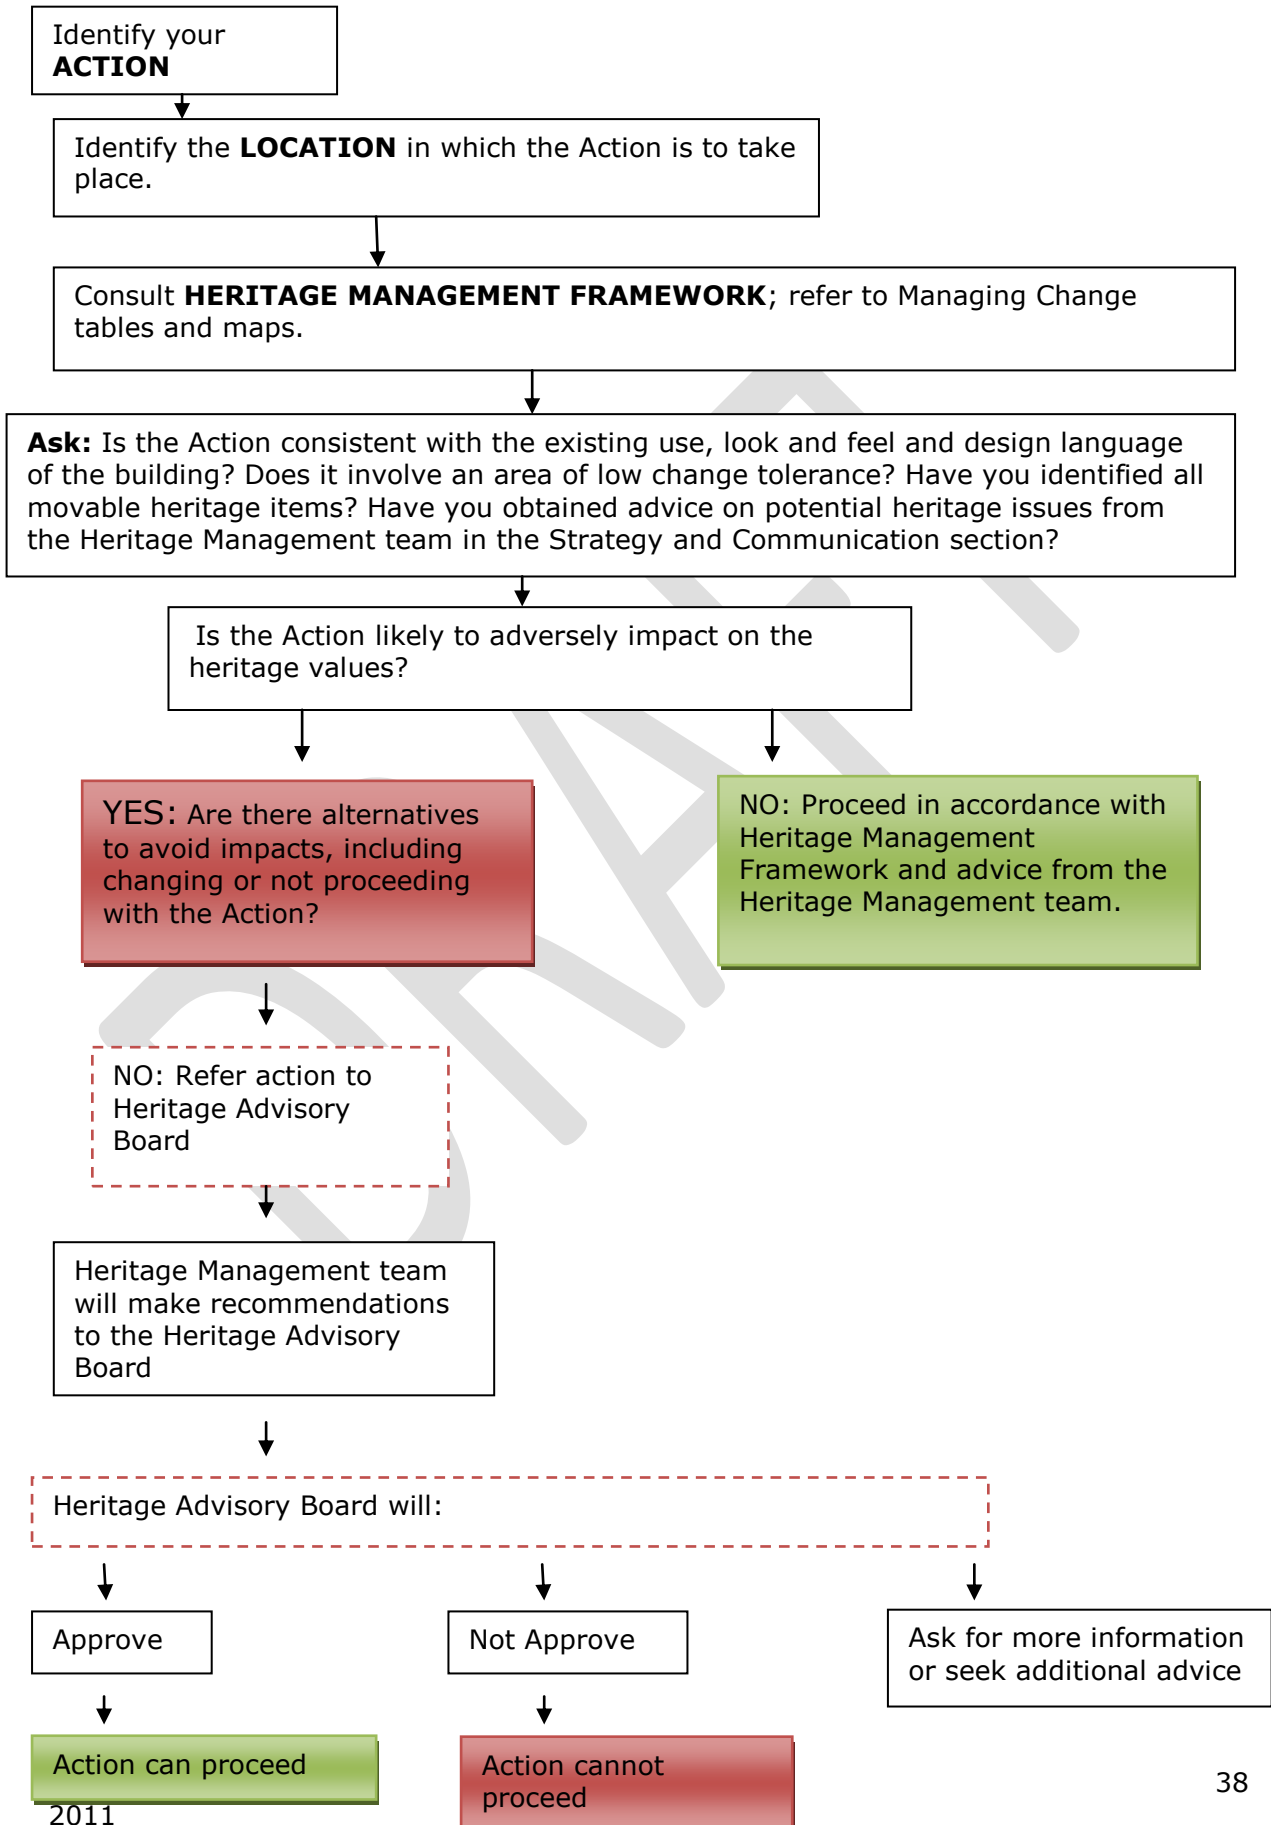 Identify your
ACTION
Identify the LOCATION in which the Action is to take
place.
Consult HERITAGE MANAGEMENT FRAMEWORK; refer to Managing Change
tables and maps.
Ask: Is the Action consistent with the existing use, look and feel and design language
of the building? Does it involve an area of low change tolerance? Have you identified all
movable heritage items? Have you obtained advice on potential heritage issues from
the Heritage Management team in the Strategy and Communication section?
Is the Action likely to adversely impact on the
heritage values?
YES: Are there alternatives
to avoid impacts, including
changing or not proceeding
with the Action?
NO: Proceed in accordance with
Heritage Management
Framework and advice from the
Heritage Management team.
NO: Refer action to
Heritage Advisory
Board
Heritage Management team
will make recommendations
to the Heritage Advisory
Board
Heritage Advisory Board will:
Approve
Not Approve
Ask for more information
or seek additional advice
Action can proceed
Action cannot
proceed
38
2011
DRAFT